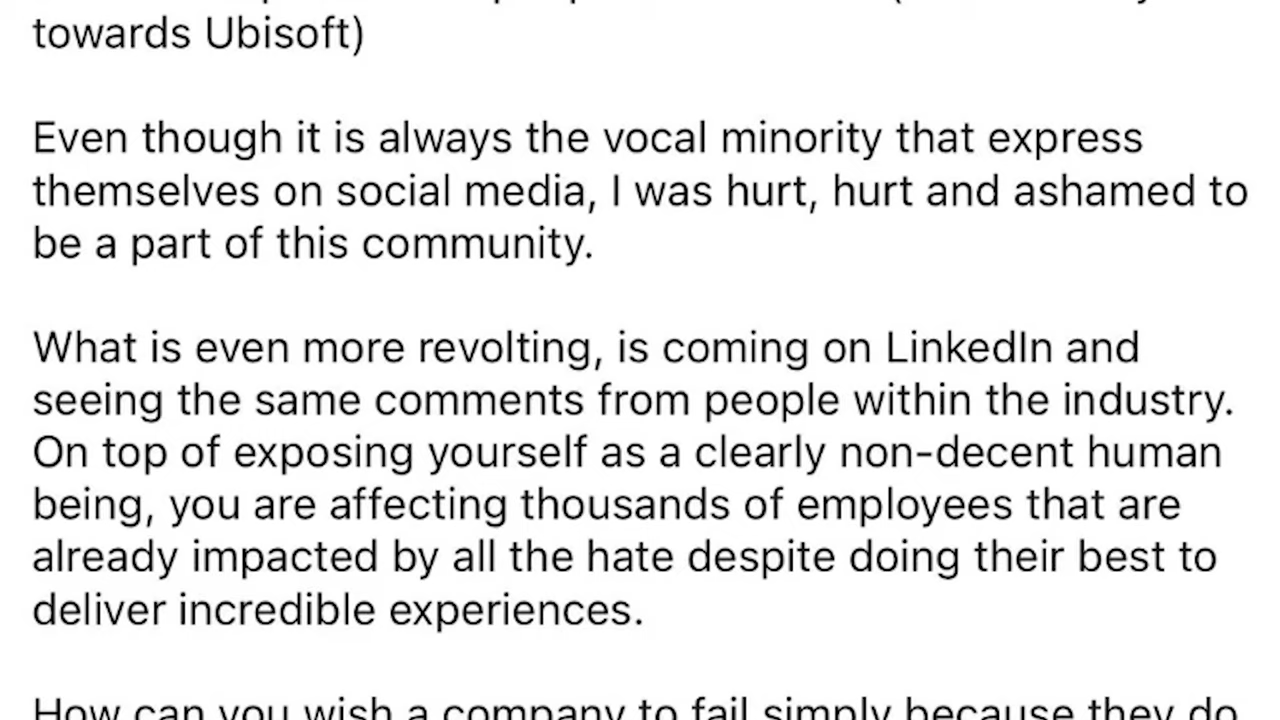 towards Ubisoft)
Even though it is always the vocal minority that express
themselves on social media, I was hurt, hurt and ashamed to
be a part of this community.
What is even more revolting, is coming on LinkedIn and
seeing the same comments from people within the industry.
On top of exposing yourself as a clearly non-decent human
being, you are affecting thousands of employees that are
already impacted by all the hate despite doing their best to
deliver incredible experiences.
How can you wish a company to fail simply because they do